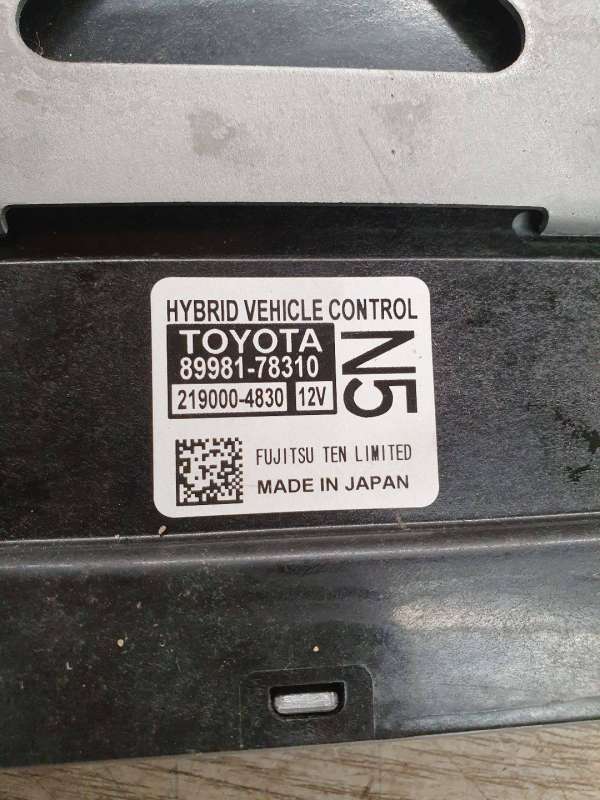 HYBRID VEHICLE CONTROL
TOYOTA
89981-78310
219000-4830 12V
N5
FUJITSU TEN LIMITED
MADE IN JAPAN